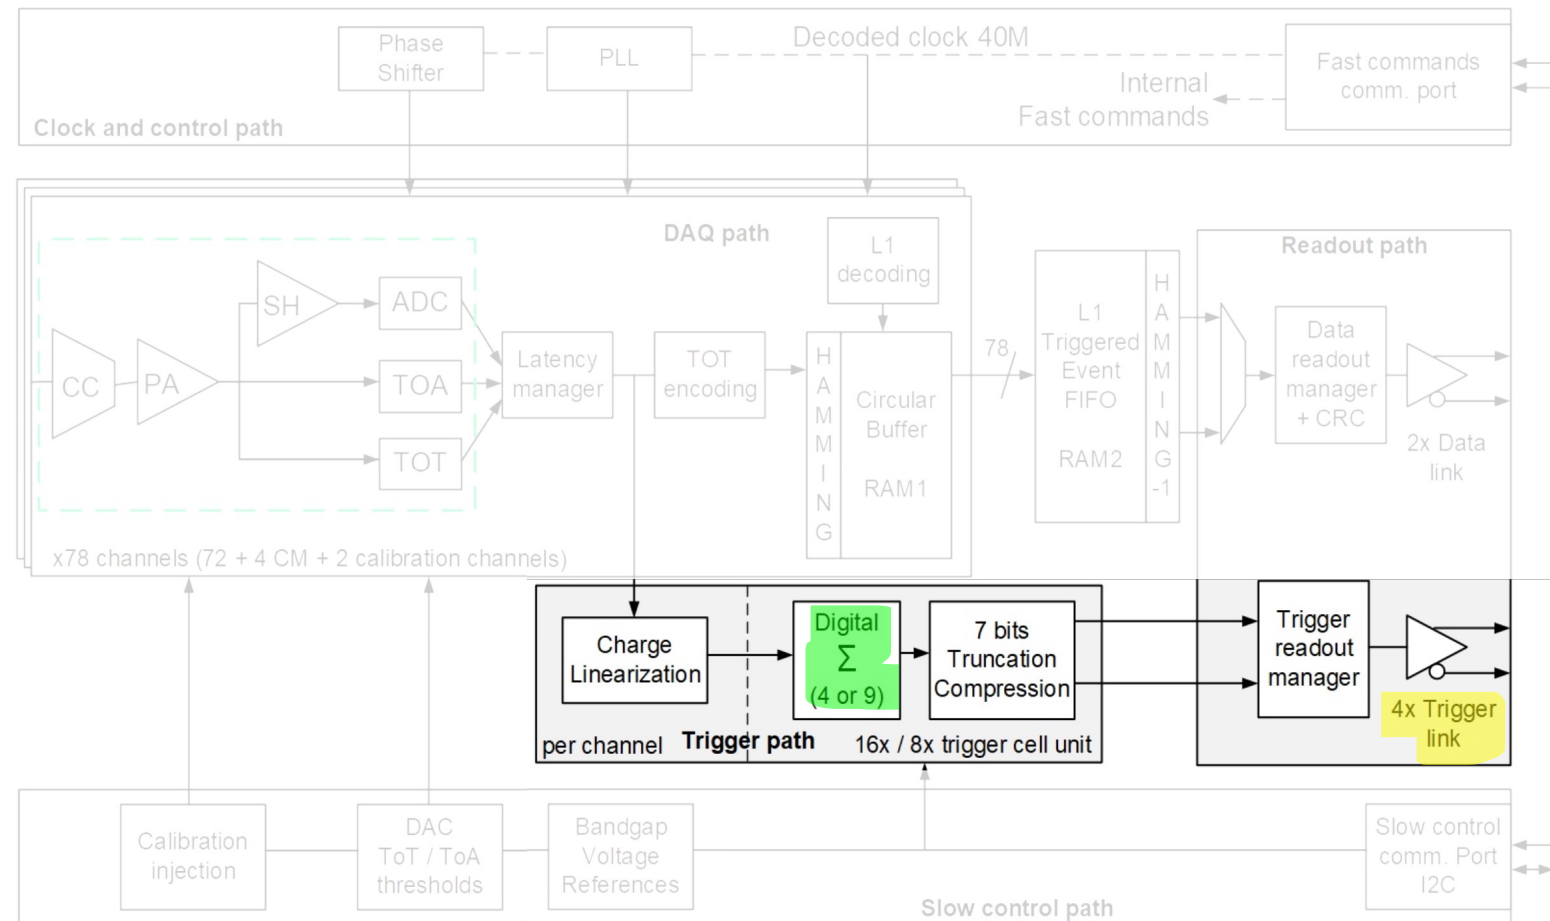 Phase
Shifter
PLL
Decoded clock 40M
Internal
Fast commands
Fast commands
comm. port
Clock and control path
DAQ path
L1
decoding
Readout path
CC
PA
SH
ADC
TOA
TOT
Latency
manager
TOT
encoding
HAMMING
Circular
Buffer
RAM1
78
L1
Triggered
Event
FIFO
RAM2
HAMMING
-1
Data
readout
manager
+ CRC
2x Data
link
x78 channels (72 + 4 CM + 2 calibration channels)
Charge
Linearization
Digital
Σ
(4 or 9)
7 bits
Truncation
Compression
per channel
Trigger path
16x / 8x trigger cell unit
Trigger
readout
manager
4x Trigger
link
Calibration
injection
DAC
ToT / ToA
thresholds
Bandgap
Voltage
References
Slow control
comm. Port
I2C
Slow control path